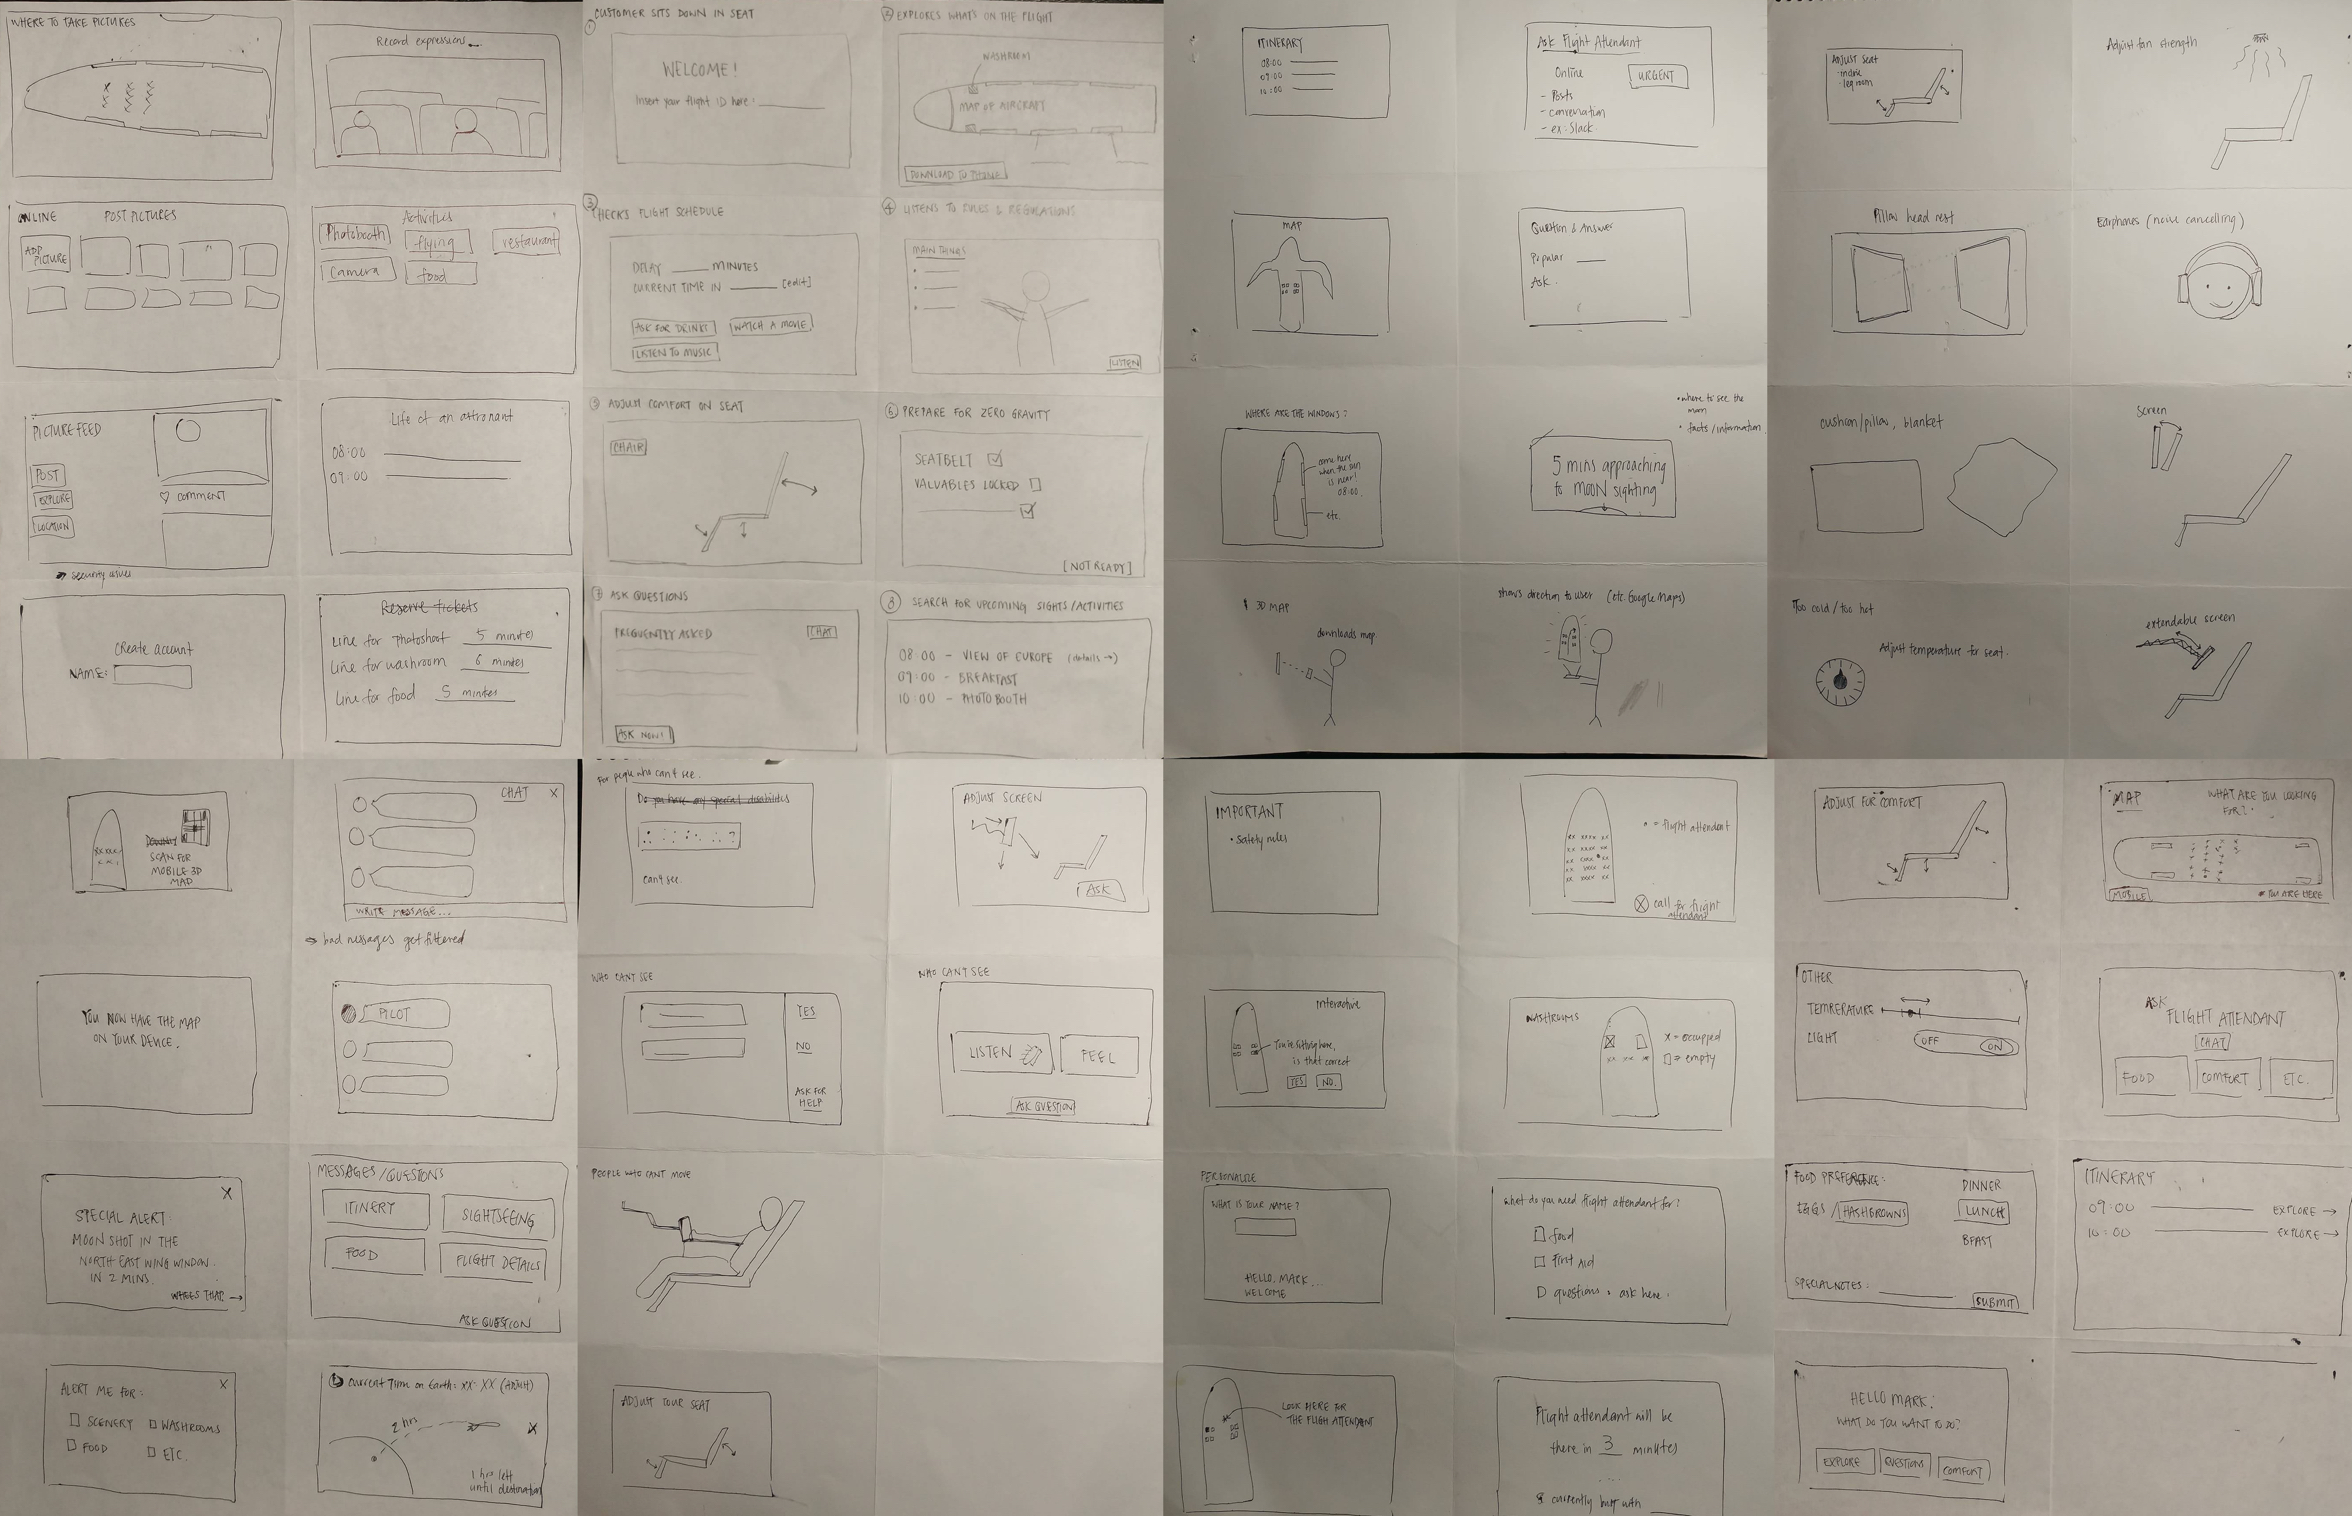 WHERE TO TAKE PICTURES
Record expressions
ONLINE POST PICTURES
ADD
PICTURE
Activities
Photobooth
flying
restaurant
Camera
food
PICTURE FEED
POST
EXPLORE
LOCATION
♡ COMMENT
Life of an astronaut
08:00
09:00
→ security issues
Create account
NAME:
Reserve tickets
Line for photoshoot 5 minutes
Line for washroom 6 minutes
Line for food 5 minutes
① CUSTOMER SITS DOWN IN SEAT
WELCOME!
Insert your flight ID here:
② EXPLORES WHAT'S ON THE FLIGHT
WASHROOM
MAP OF AIRCRAFT
DOWNLOAD TO PHONE
③ CHECKS FLIGHT SCHEDULE
DELAY ____ MINUTES
CURRENT TIME IN ____ [edit]
ASK FOR DRINK!
WATCH A MOVIE!
LISTEN TO MUSIC!
④ LISTENS TO RULES & REGULATIONS
MAIN THINGS
LISTEN
⑤ ADJUST COMFORT ON SEAT
CHAIR
⑥ PREPARE FOR ZERO GRAVITY
SEATBELT
VALUABLES LOCKED
[NOT READY]
⑦ ASK QUESTIONS
FREQUENTLY ASKED
CHAT
ASK NOW!
⑧ SEARCH FOR UPCOMING SIGHTS/ACTIVITIES
08:00 – VIEW OF EUROPE (details →)
09:00 – BREAKFAST
10:00 – PHOTO BOOTH
ITINERARY
08:00
09:00
10:00
Ask Flight Attendant
Online
URGENT
- Posts
- conversation
- ex: Slack
MAP
Question & Answer
Popular
Ask
WHERE ARE THE WINDOWS?
come here
when the sun
is near!
08:00
etc.
• where to see the
moon
• facts/information
5 mins approaching
to MOON sighting
3D MAP
downloads map
shows direction to user (etc. Google Maps)
ADJUST Seat
- incline
- leg room
Adjust fan strength
Pillow head rest
Earphones (noise cancelling)
cushion/pillow, blanket
Screen
Too cold / too hot
Adjust temperature for seat.
extendable screen
SCAN FOR
MOBILE 3D
MAP
CHAT X
WRITE MESSAGE...
→ bad messages get filtered
YOU NOW HAVE THE MAP
ON YOUR DEVICE.
PILOT
X
SPECIAL ALERT:
MOON SHOT IN THE
NORTH EAST WING WINDOW
IN 2 MINS.
MESSAGES/QUESTIONS
ITINERY
SIGHTSEEING
FOOD
FLIGHT DETAILS
ASK QUESTION
ALERT ME FOR: X
SCENERY
WASHROOMS
FOOD
ETC.
Current Time on Earth: XX:XX (ADJUST)
2 hrs
X
1 hrs left
until destination
For people who can't see.
Do you have any special disabilities
?
can't see.
ADJUST SCREEN
ASK
WHO CANT SEE
YES
NO
ASK FOR
HELP
WHO CANT SEE
LISTEN
FEEL
ASK QUESTION
PEOPLE WHO CANT MOVE
ADJUST YOUR SEAT
IMPORTANT
• Safety rules
= flight attendant
call for flight
attendant
Interactive
You're sitting here,
is that correct
YES
NO.
WASHROOMS
X = occupped
= empty
PERSONALIZE
WHAT IS YOUR NAME?
HELLO, MARK...
WELCOME
What do you need flight attendant for?
food
First Aid
questions • ask here.
LOOK HERE FOR
THE FLIGH ATTENDANT
Flight attendant will be
there in 3 minutes
....
currently busy with
ADJUST FOR COMFORT
MAP
WHAT ARE YOU LOOKING
FOR?
MOBILE
YOU ARE HERE
OTHER
TEMPERATURE
LIGHT
OFF
ON
ASK
FLIGHT ATTENDANT
CHAT
FOOD
COMFORT
ETC.
FOOD PREFERENCE:
EGGS / HASHBROWNS
DINNER
LUNCH
BFAST
SPECIAL NOTES:
SUBMIT
ITINERARY
09:00 EXPLORE →
10:00 EXPLORE →
HELLO MARK!
WHAT DO YOU WANT TO DO?
EXPLORE
QUESTIONS
COMFORT